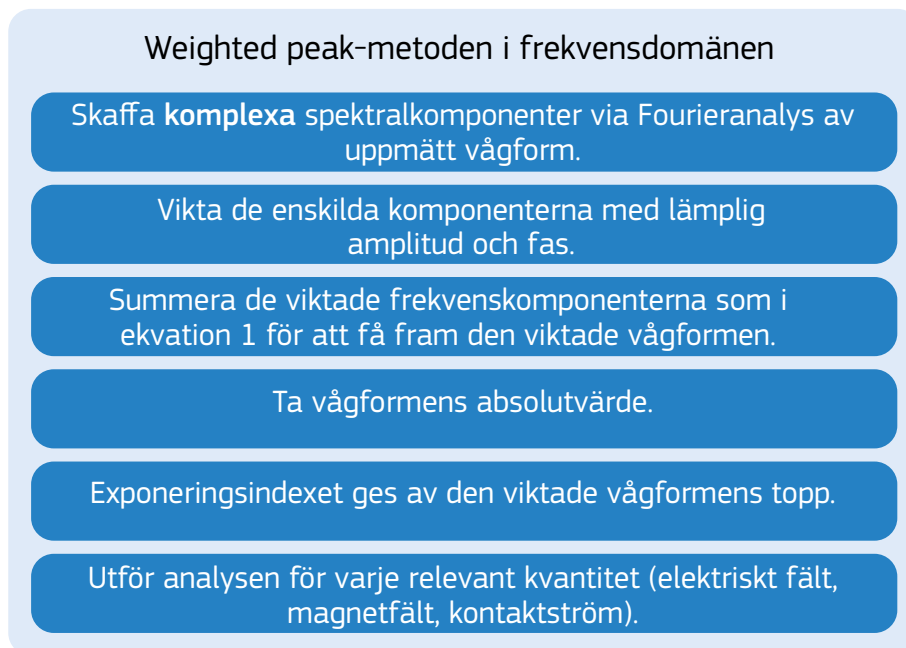 Weighted peak-metoden i frekvensdomänen
Skaffa komplexa spektralkomponenter via Fourieranalys av
uppmätt vågform.
Vikta de enskilda komponenterna med lämplig
amplitud och fas.
Summera de viktade frekvenskomponenterna som i
ekvation 1 för att få fram den viktade vågformen.
Ta vågformens absolutvärde.
Exponeringsindexet ges av den viktade vågformens topp.
Utför analysen för varje relevant kvantitet (elektriskt fält,
magnetfält, kontaktström).